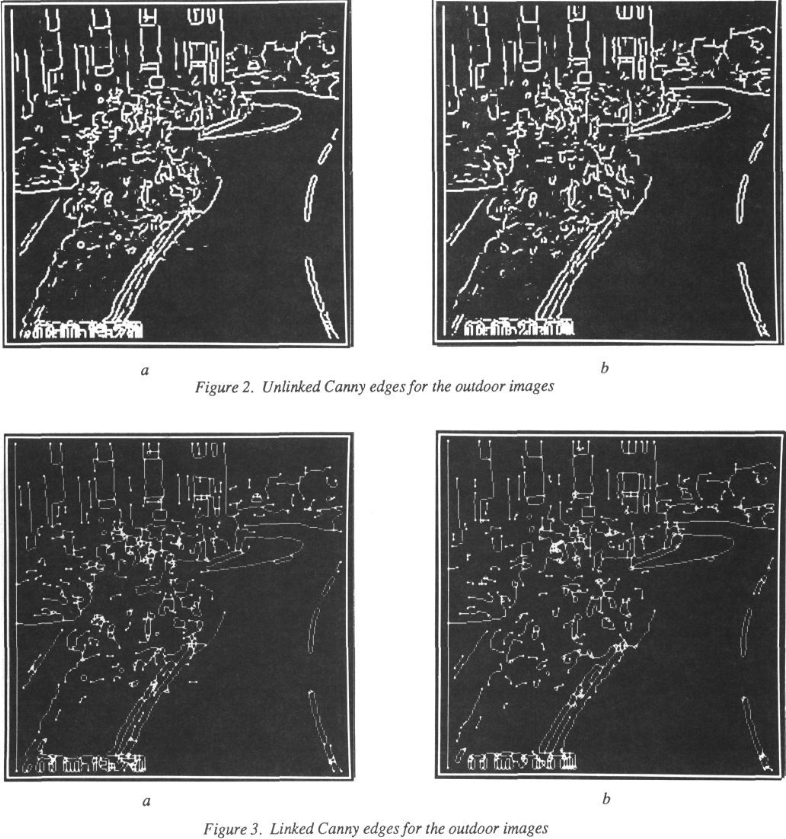 a
b
Figure 2. Unlinked Canny edges for the outdoor images
a
b
Figure 3. Linked Canny edges for the outdoor images